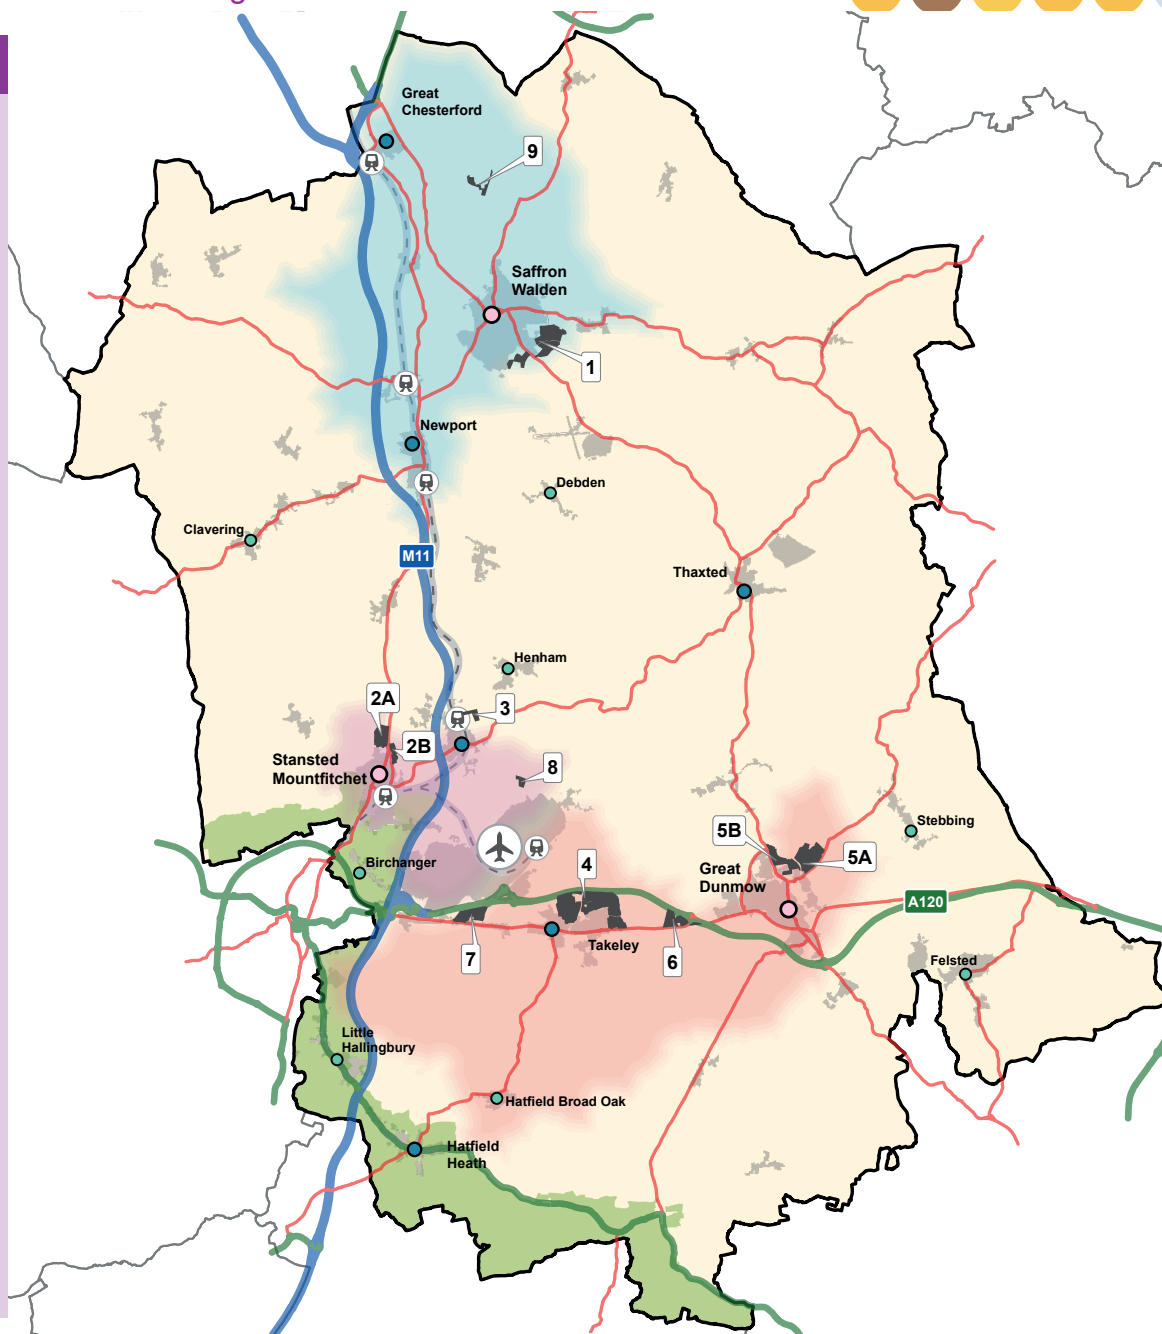 Great
Chesterford
9
Saffron
Walden
1
Newport
Debden
Clavering
M11
Thaxted
Henham
2A
3
2B
Stansted
Mountfitchet
8
Stebbing
5B
5A
Birchanger
4
Great
Dunmow
A120
Takeley
7
6
Felsted
Little
Hallingbury
Hatfield Broad Oak
Hatfield
Heath